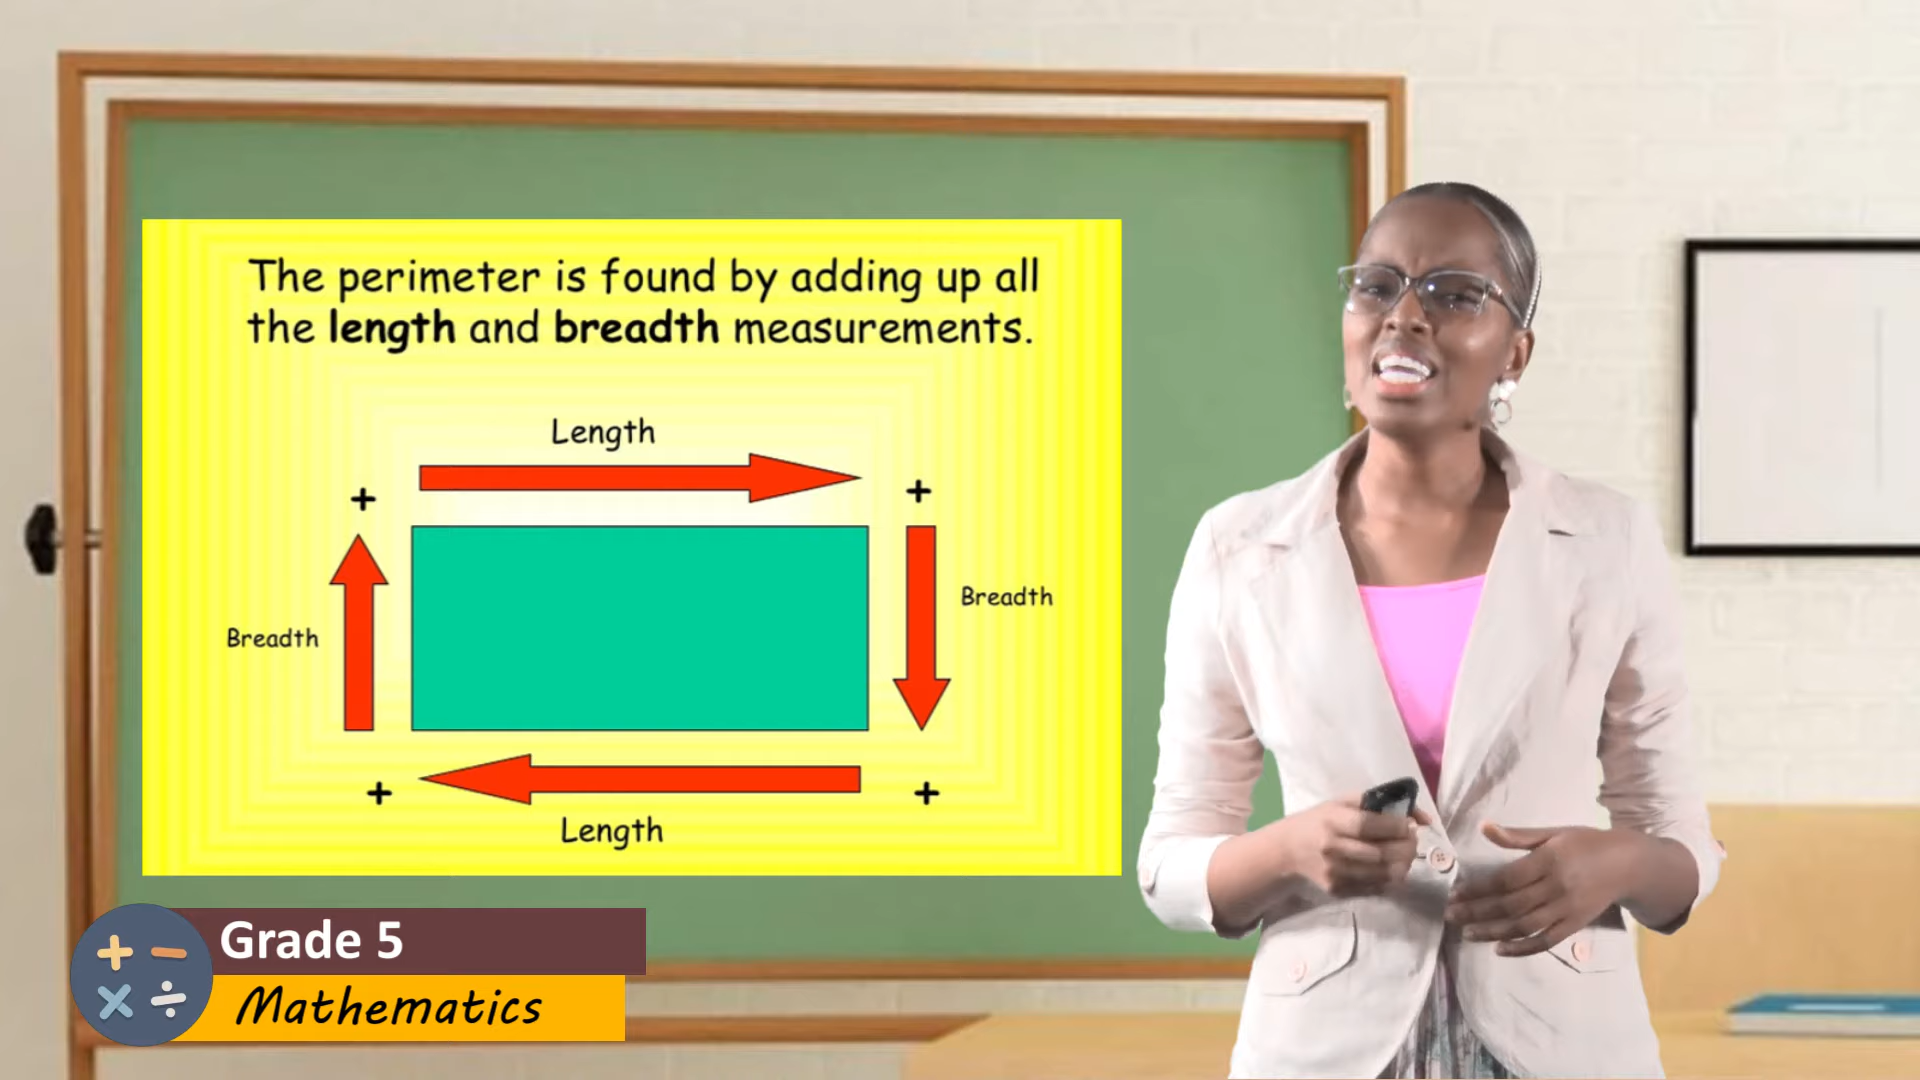 The perimeter is found by adding up all
the length and breadth measurements.
Length
+ +
Breadth
Breadth
+ +
Length
Grade 5
Mathematics